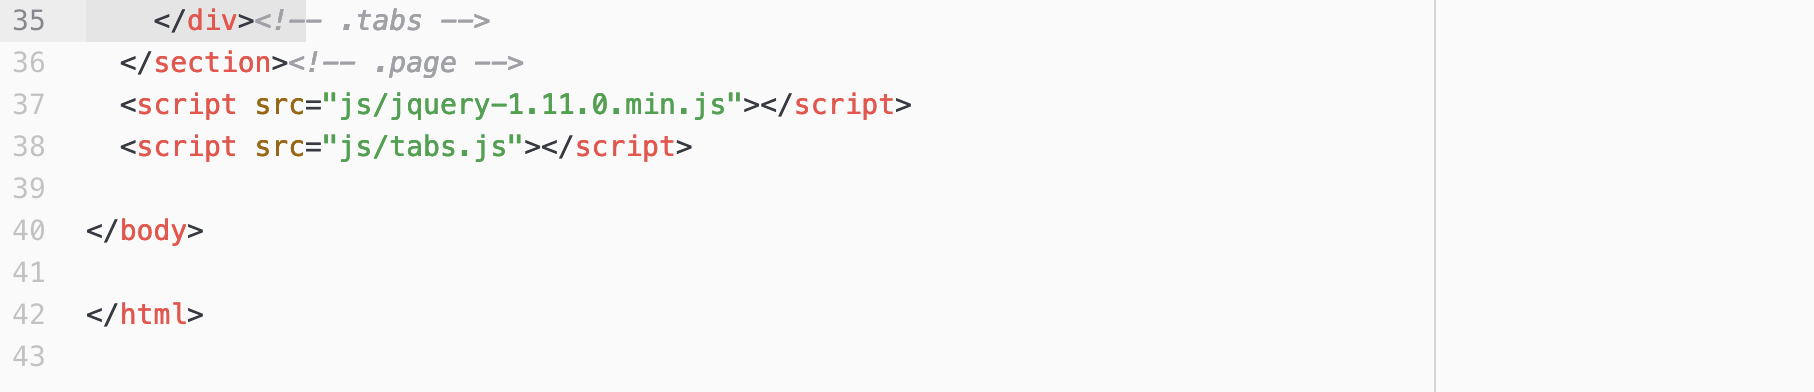 35 </div><!-- .tabs -->
36 </section><!-- .page -->
37 <script src="js/jquery-1.11.0.min.js"></script>
38 <script src="js/tabs.js"></script>
39
40 </body>
41
42 </html>
43